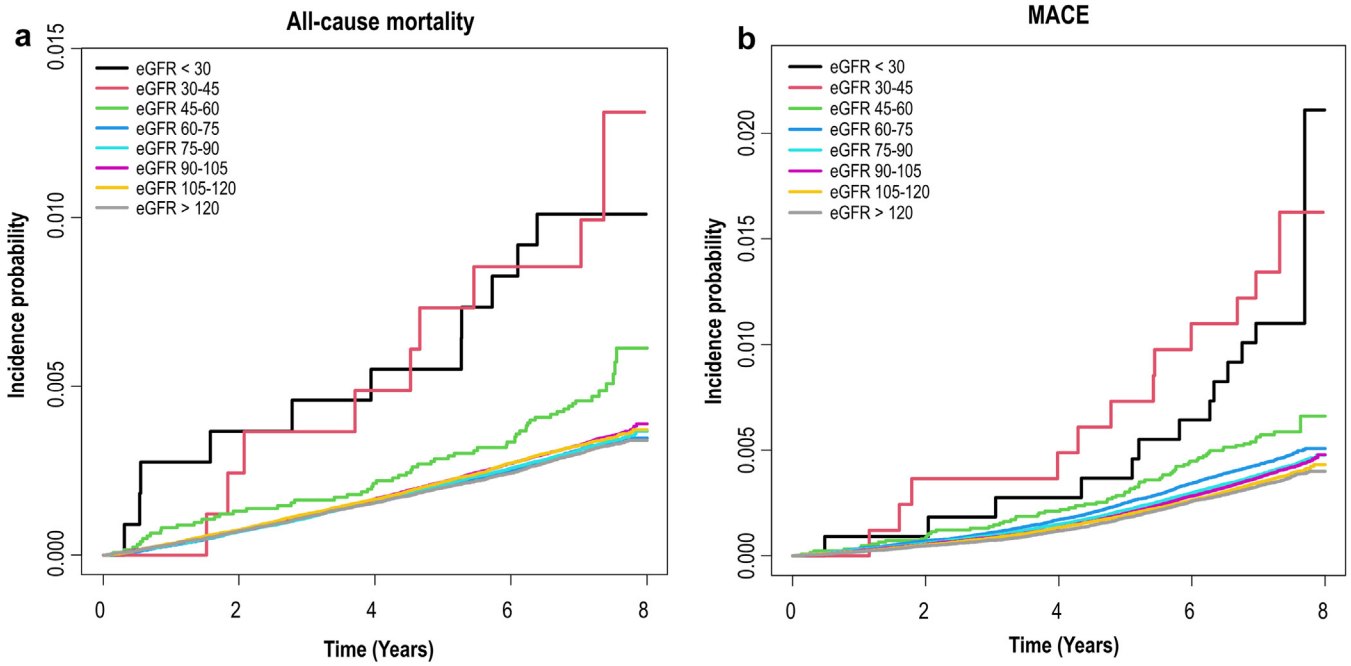 a
All-cause mortality
Incidence probability
0.015
0.010
0.005
0.000
eGFR < 30
eGFR 30-45
eGFR 45-60
eGFR 60-75
eGFR 75-90
eGFR 90-105
eGFR 105-120
eGFR > 120
0 2 4 6 8
Time (Years)
b
MACE
Incidence probability
0.020
0.015
0.010
0.005
0.000
eGFR < 30
eGFR 30-45
eGFR 45-60
eGFR 60-75
eGFR 75-90
eGFR 90-105
eGFR 105-120
eGFR > 120
0 2 4 6 8
Time (Years)